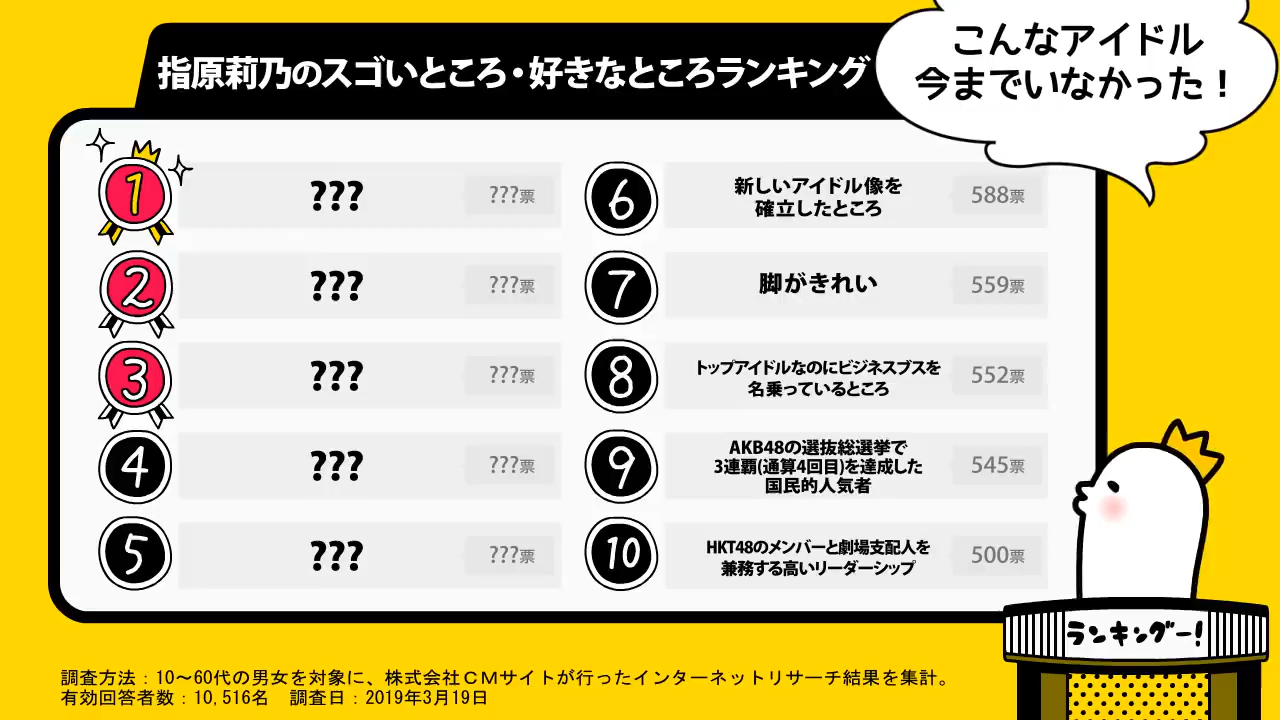 指原莉乃のスゴいところ・好きなところランキング
こんなアイドル
今までいなかった！
1 ??? ???票
2 ??? ???票
3 ??? ???票
4 ??? ???票
5 ??? ???票
6 新しいアイドル像を
確立したところ 588票
7 脚がきれい 559票
8 トップアイドルなのにビジネスブスを
名乗っているところ 552票
9 AKB48の選抜総選挙で
3連覇(通算4回目)を達成した
国民的人気者 545票
10 HKT48のメンバーと劇場支配人を
兼務する高いリーダーシップ 500票
ランキングー!
調査方法：10～60代の男女を対象に、株式会社ＣＭサイトが行ったインターネットリサーチ結果を集計。
有効回答者数：10,516名　調査日：2019年3月19日